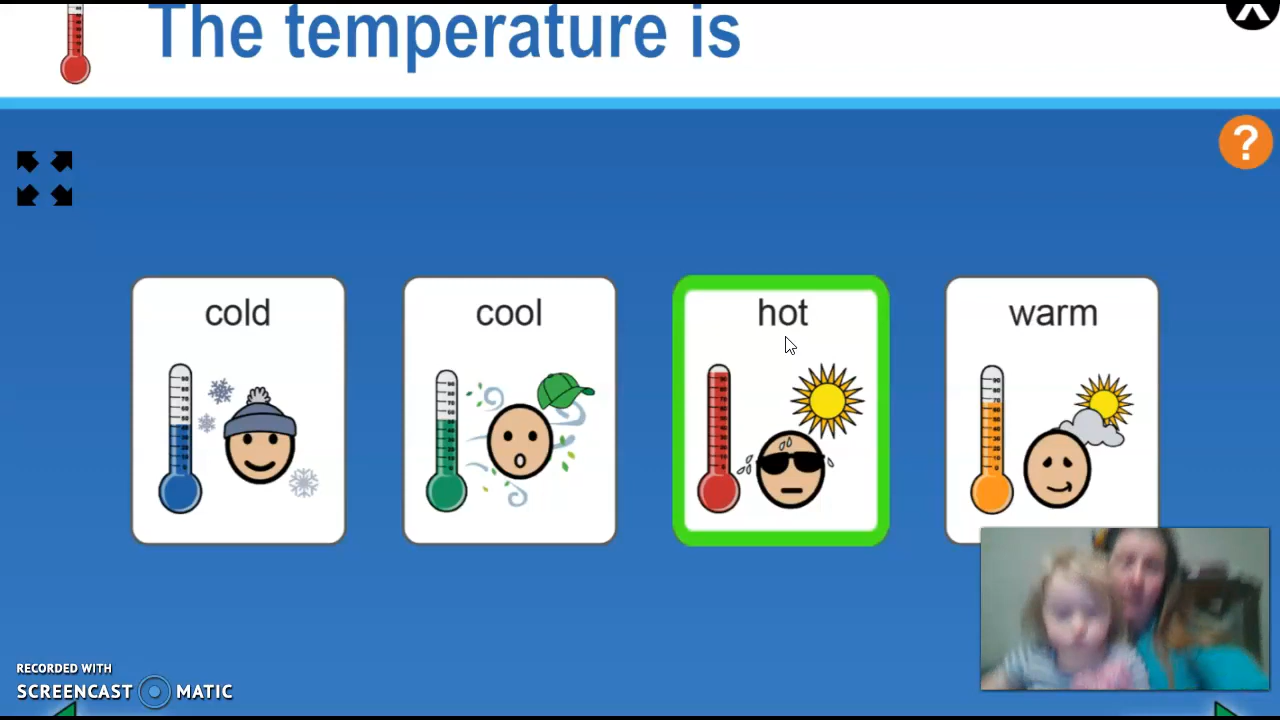 The temperature is
?
cold
cool
hot
warm
RECORDED WITH
SCREENCAST MATIC